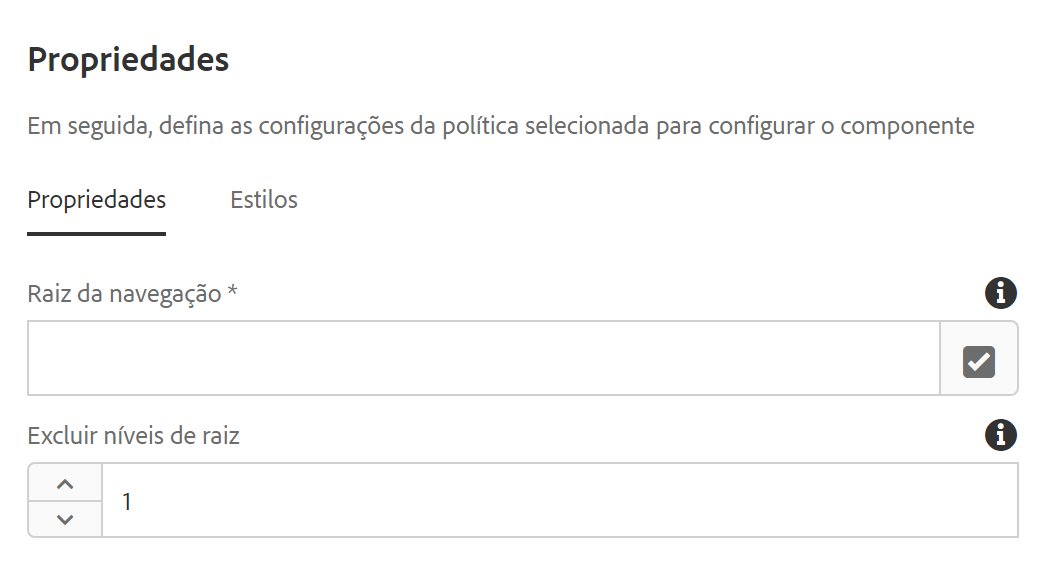 Propriedades
Em seguida, defina as configurações da política selecionada para configurar o componente
Propriedades Estilos
Raiz da navegação *
Excluir níveis de raiz
1